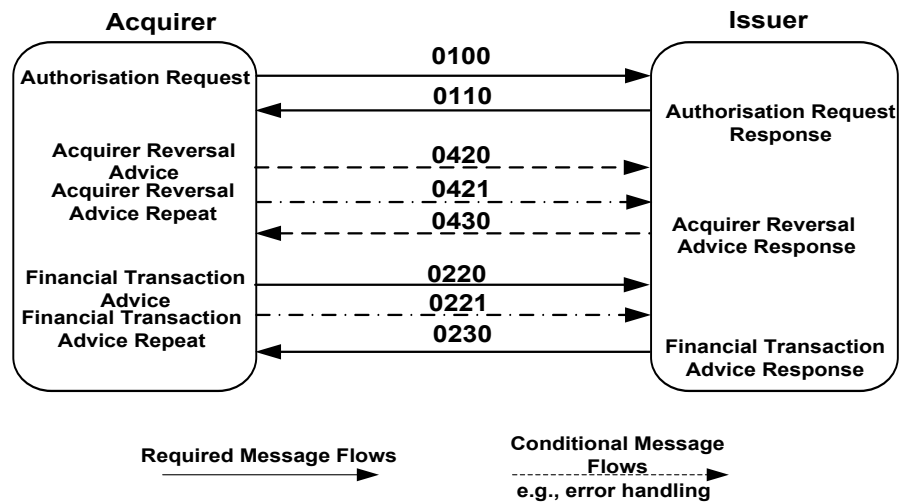 Acquirer
Issuer
Authorisation Request
0100
0110
Authorisation Request
Response
Acquirer Reversal
Advice
0420
Acquirer Reversal
Advice Repeat
0421
0430
Acquirer Reversal
Advice Response
Financial Transaction
Advice
0220
Financial Transaction
Advice Repeat
0221
0230
Financial Transaction
Advice Response
Required Message Flows
Conditional Message
Flows
e.g., error handling